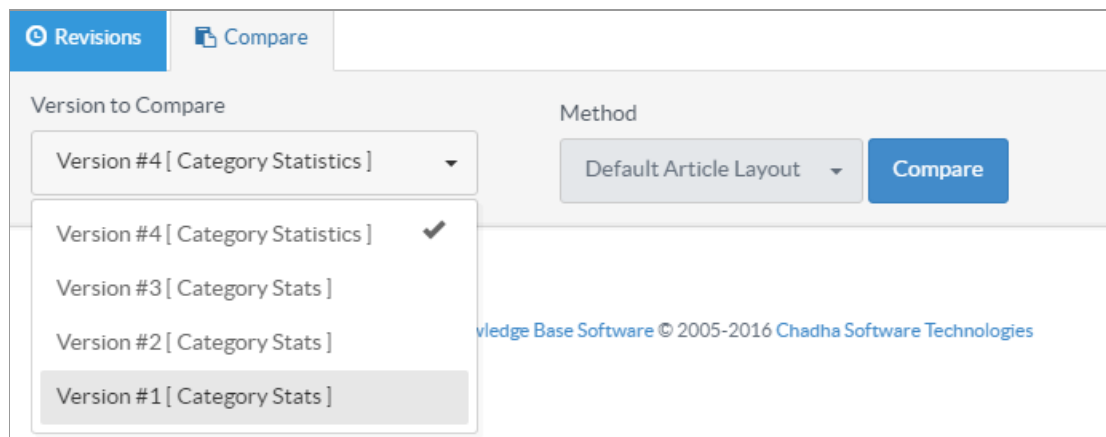 Revisions
Compare
Version to Compare
Method
Version #4 [ Category Statistics ]
Default Article Layout
Compare
Version #4 [ Category Statistics ]
Version #3 [ Category Stats ]
Version #2 [ Category Stats ]
Base Software © 2005-2016 Chadha Software Technologies
Version #1 [ Category Stats ]